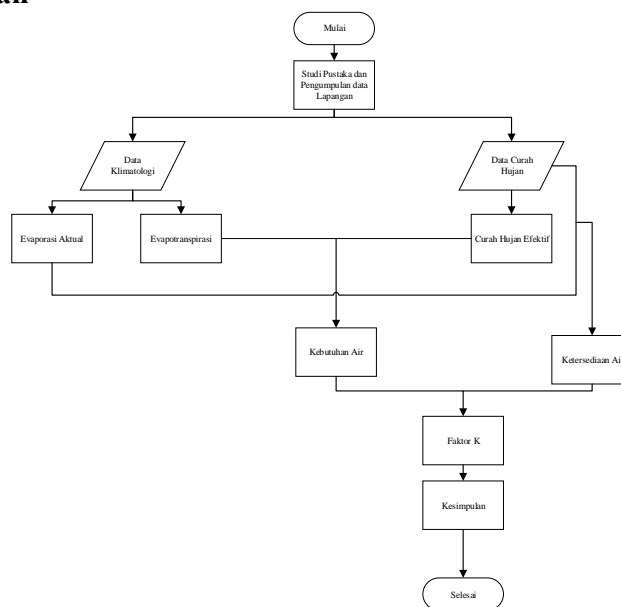 Mulai
Studi Pustaka dan
Pengumpulan data
Lapangan
Data
Klimatologi
Data Curah
Hujan
Evaporasi Aktual
Evapotranspirasi
Curah Hujan Efektif
Kebutuhan Air
Ketersediaan Air
Faktor K
Kesimpulan
Selesai